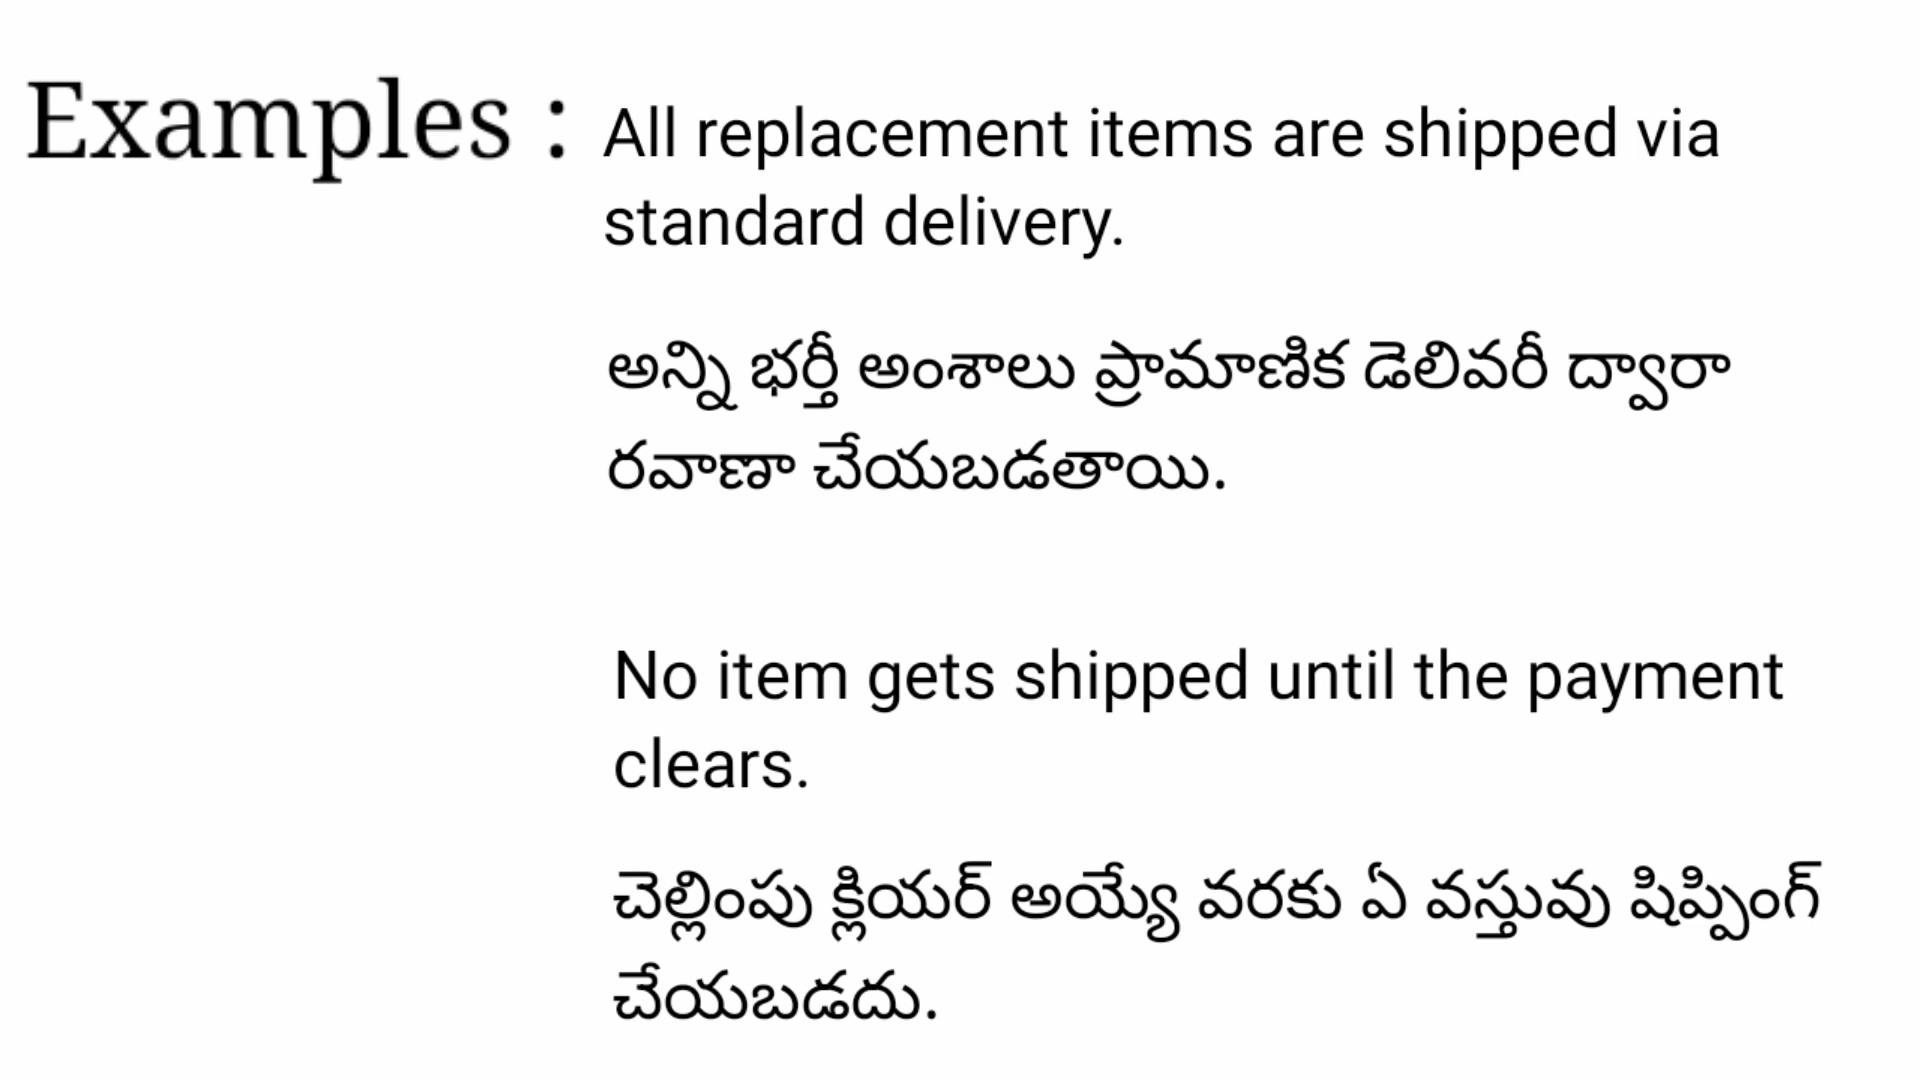 Examples : All replacement items are shipped via
standard delivery.
అన్ని భర్తీ అంశాలు ప్రామాణిక డెలివరీ ద్వారా
రవాణా చేయబడతాయి.
No item gets shipped until the payment
clears.
చెల్లింపు క్లియర్ అయ్యే వరకు ఏ వస్తువు షిప్పింగ్
చేయబడదు.